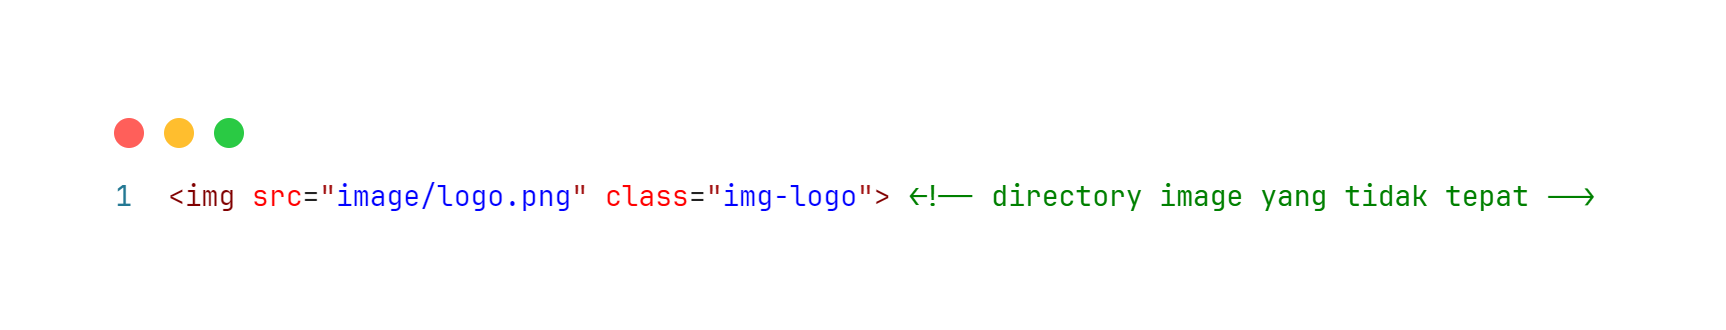 1 <img src="image/logo.png" class="img-logo"> <!-- directory image yang tidak tepat -->